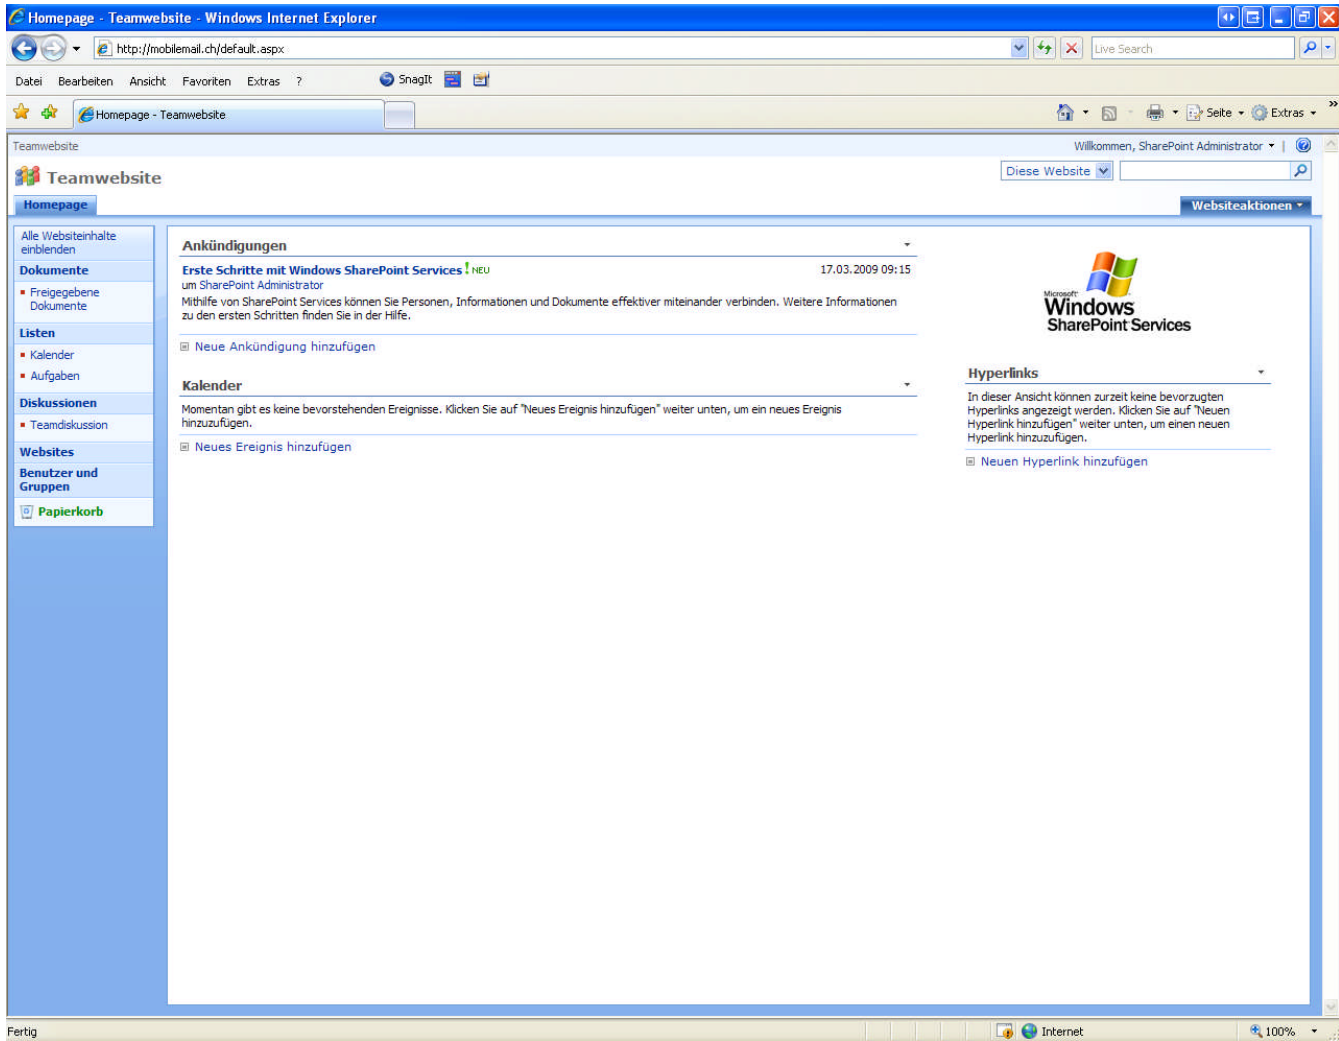 Homepage - Teamwebsite - Windows Internet Explorer
http://mobilemail.ch/default.aspx
Live Search
Datei Bearbeiten Ansicht Favoriten Extras ?
SnagIt
Homepage - Teamwebsite
Seite
Extras
Teamwebsite
Willkommen, SharePoint Administrator
Teamwebsite
Diese Website
Homepage
Websiteaktionen
Alle Websiteinhalte
einblenden
Dokumente
Freigegebene
Dokumente
Listen
Kalender
Aufgaben
Diskussionen
Teamdiskussion
Websites
Benutzer und
Gruppen
Papierkorb
Ankündigungen
Erste Schritte mit Windows SharePoint Services ! NEU 17.03.2009 09:15
um SharePoint Administrator
Mithilfe von SharePoint Services können Sie Personen, Informationen und Dokumente effektiver miteinander verbinden. Weitere Informationen
zu den ersten Schritten finden Sie in der Hilfe.
Neue Ankündigung hinzufügen
Kalender
Momentan gibt es keine bevorstehenden Ereignisse. Klicken Sie auf "Neues Ereignis hinzufügen" weiter unten, um ein neues Ereignis
hinzuzufügen.
Neues Ereignis hinzufügen
Microsoft
Windows
SharePoint Services
Hyperlinks
In dieser Ansicht können zurzeit keine bevorzugten
Hyperlinks angezeigt werden. Klicken Sie auf "Neuen
Hyperlink hinzufügen" weiter unten, um einen neuen
Hyperlink hinzuzufügen.
Neuen Hyperlink hinzufügen
Fertig
Internet
100%